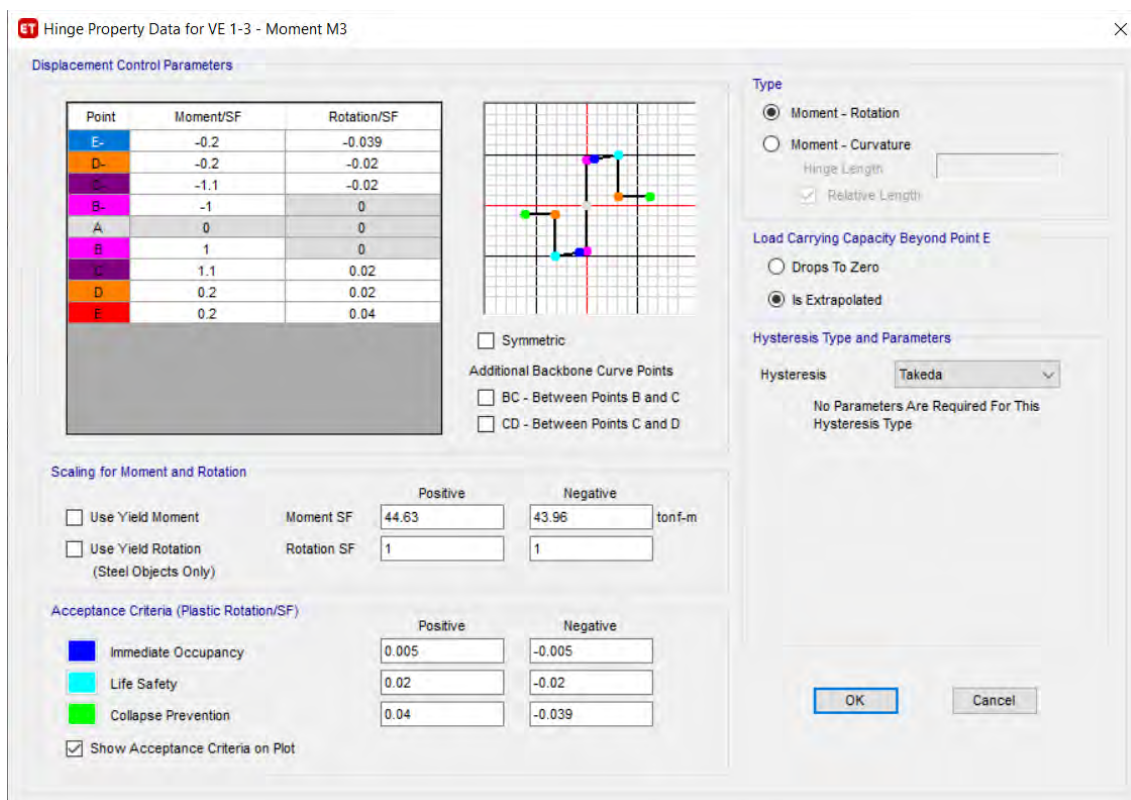 ET Hinge Property Data for VE 1-3 - Moment M3
Displacement Control Parameters
Point Moment/SF Rotation/SF
E- -0.2 -0.039
D- -0.2 -0.02
C- -1.1 -0.02
B- -1 0
A 0 0
B 1 0
C 1.1 0.02
D 0.2 0.02
E 0.2 0.04
Symmetric
Additional Backbone Curve Points
BC - Between Points B and C
CD - Between Points C and D
Type
Moment - Rotation
Moment - Curvature
Hinge Length
Relative Length
Load Carrying Capacity Beyond Point E
Drops To Zero
Is Extrapolated
Hysteresis Type and Parameters
Hysteresis Takeda
No Parameters Are Required For This
Hysteresis Type
Scaling for Moment and Rotation
Positive Negative
Use Yield Moment Moment SF 44.63 43.96 tonf-m
Use Yield Rotation Rotation SF 1 1
(Steel Objects Only)
Acceptance Criteria (Plastic Rotation/SF)
Positive Negative
Immediate Occupancy 0.005 -0.005
Life Safety 0.02 -0.02
Collapse Prevention 0.04 -0.039
Show Acceptance Criteria on Plot
OK Cancel